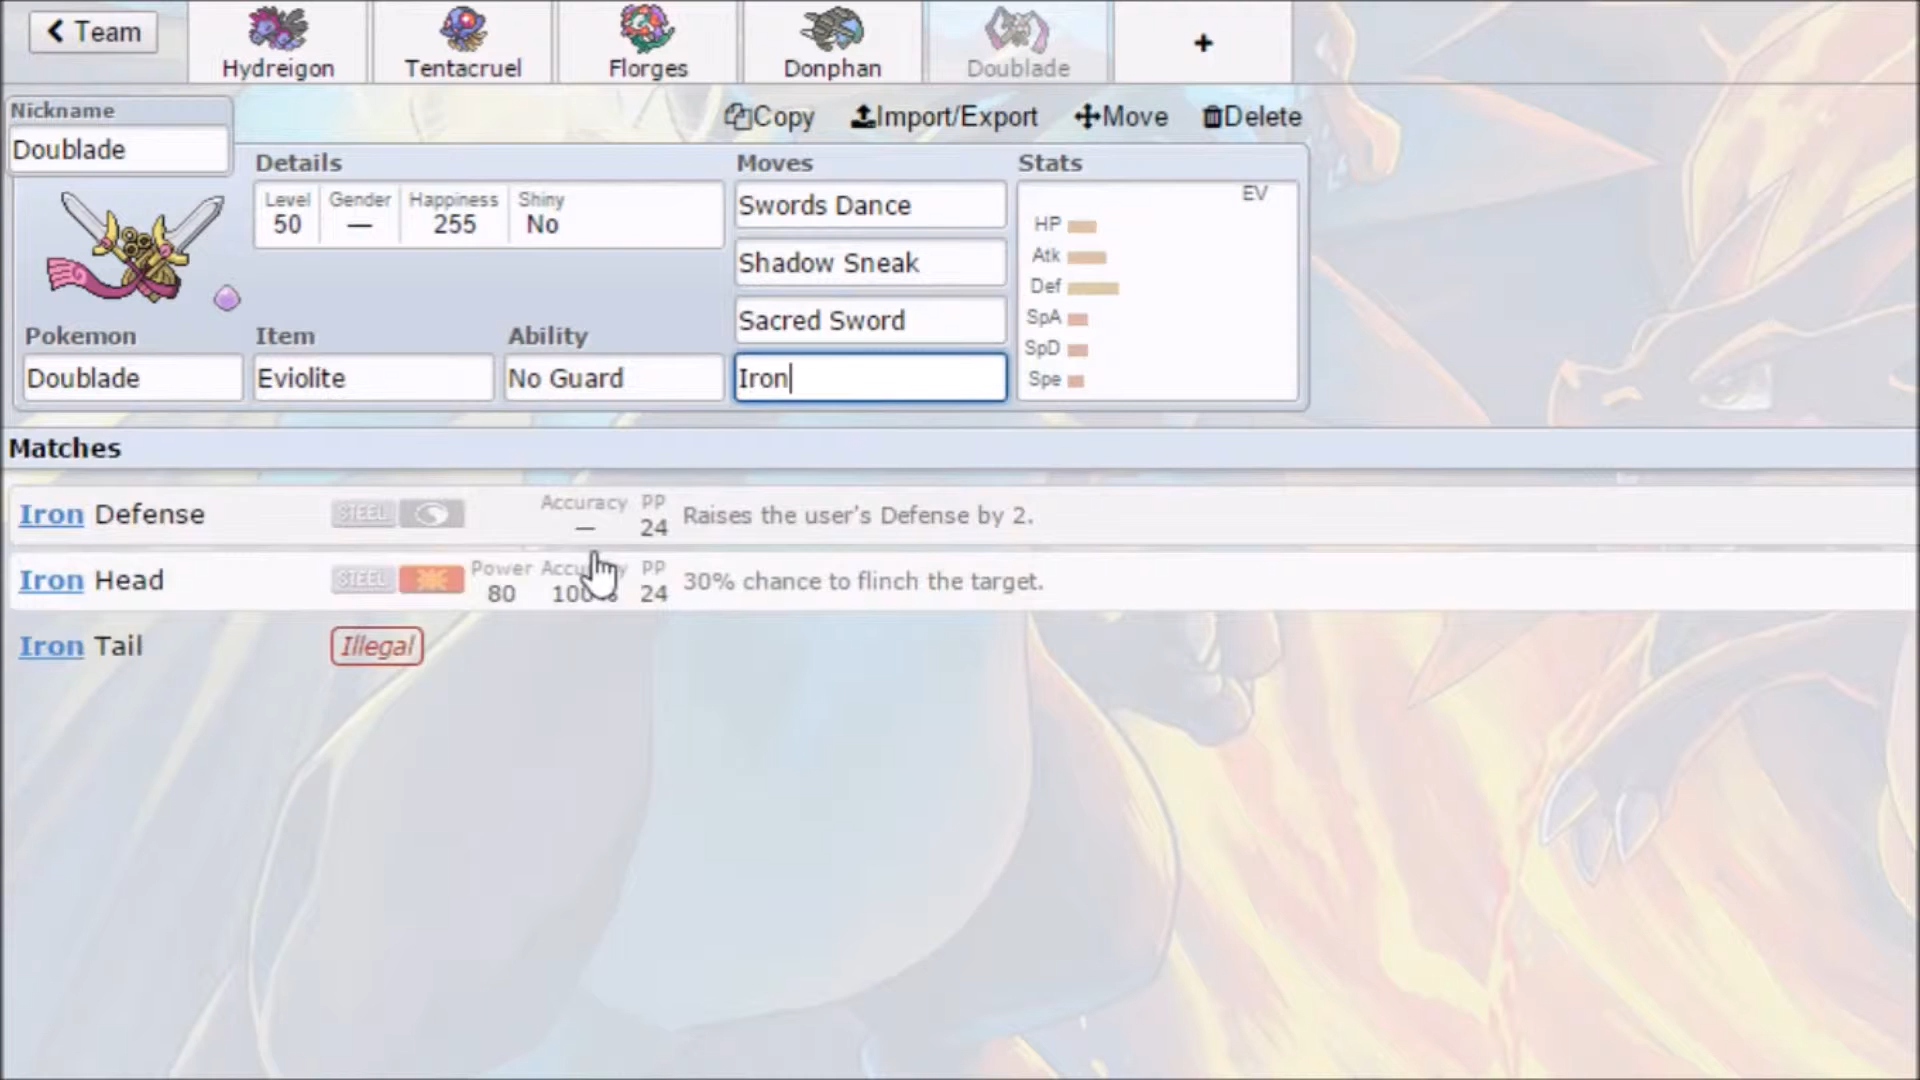 Team
Hydreigon
Tentacruel
Florges
Donphan
Doublade
+
Nickname
Doublade
Copy
Import/Export
Move
Delete
Details
Moves
Stats
Level
50
Gender
—
Happiness
255
Shiny
No
Swords Dance
Shadow Sneak
Sacred Sword
Iron
EV
HP
Atk
Def
SpA
SpD
Spe
Pokemon
Doublade
Item
Eviolite
Ability
No Guard
Matches
Iron Defense STEEL Accuracy — PP 24 Raises the user's Defense by 2.
Iron Head STEEL Power 80 PP 24 30% chance to flinch the target.
Iron Tail Illegal